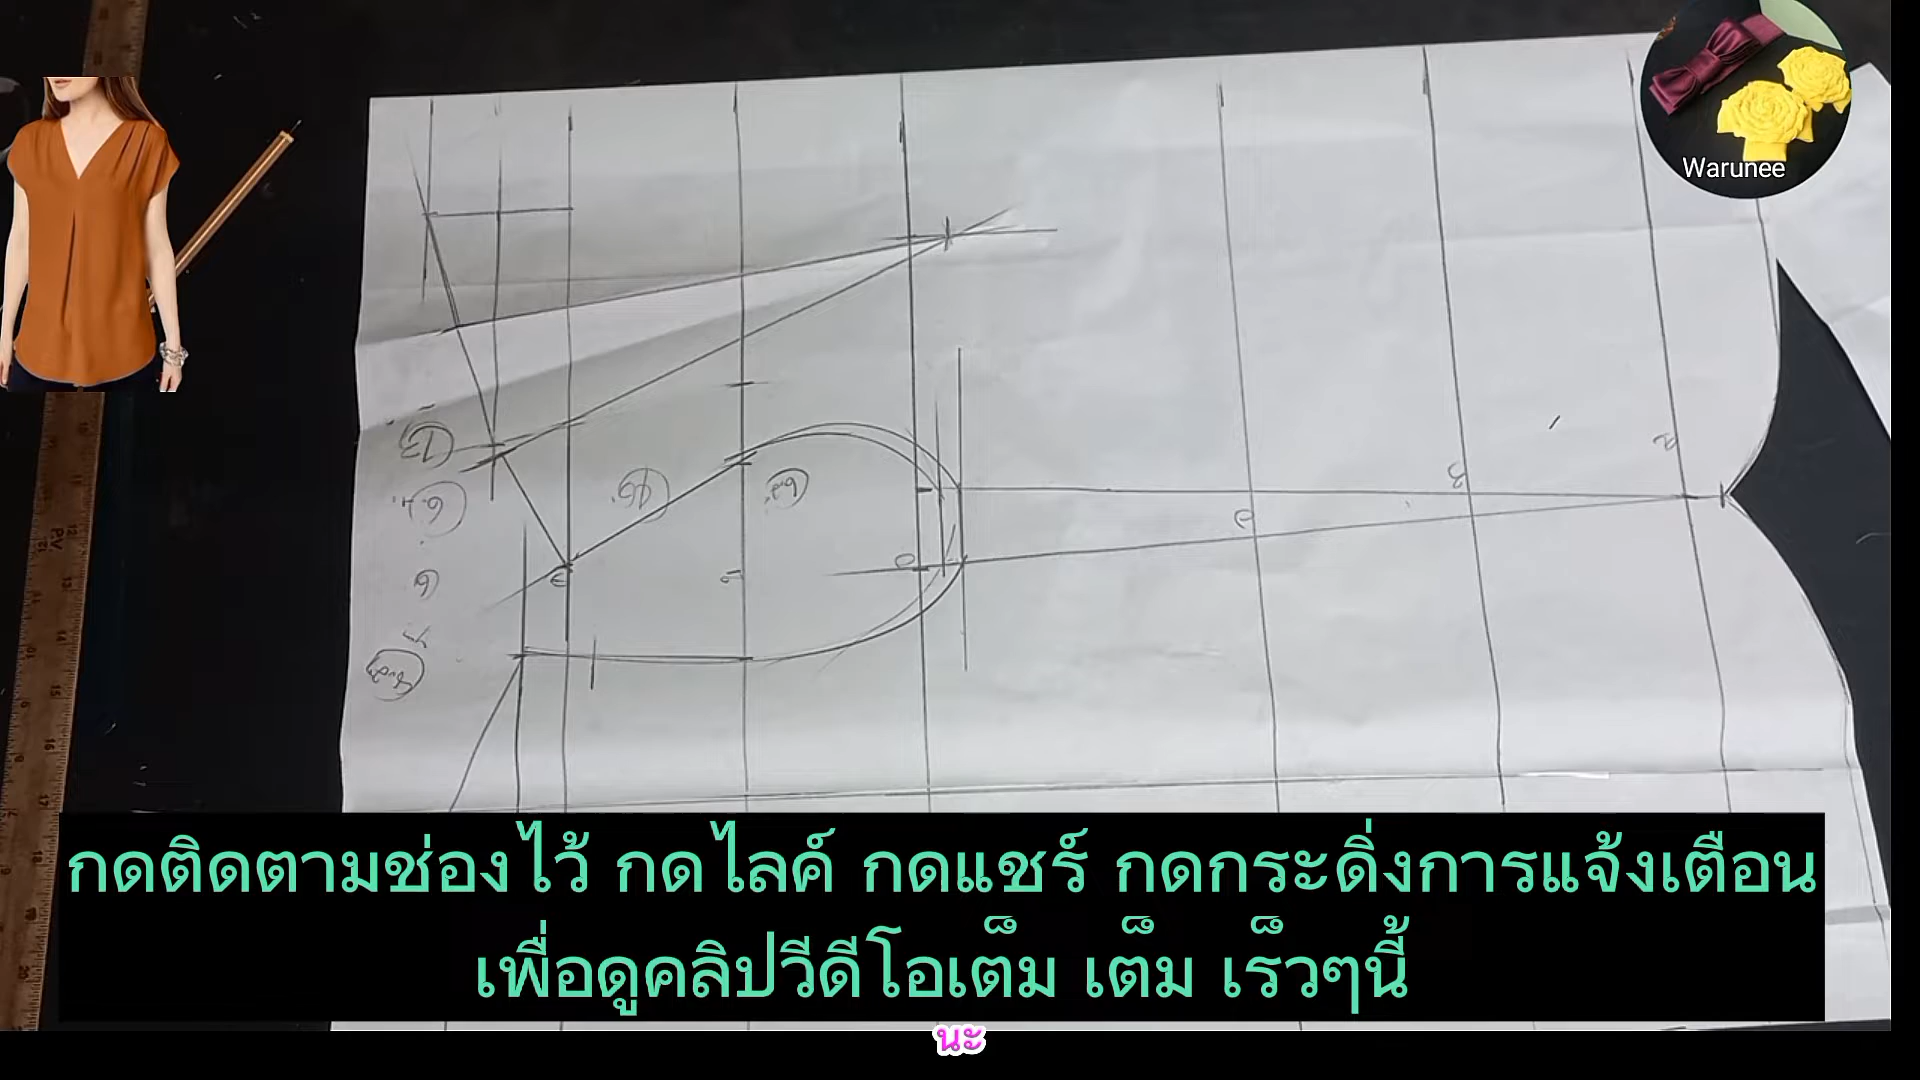 Warunee
13
กดติดตามช่องไว้ กดไลค์ กดแชร์ กดกระดิ่งการแจ้งเตือน
เพื่อดูคลิปวีดีโอเต็ม เต็ม เร็วๆนี้
นะ